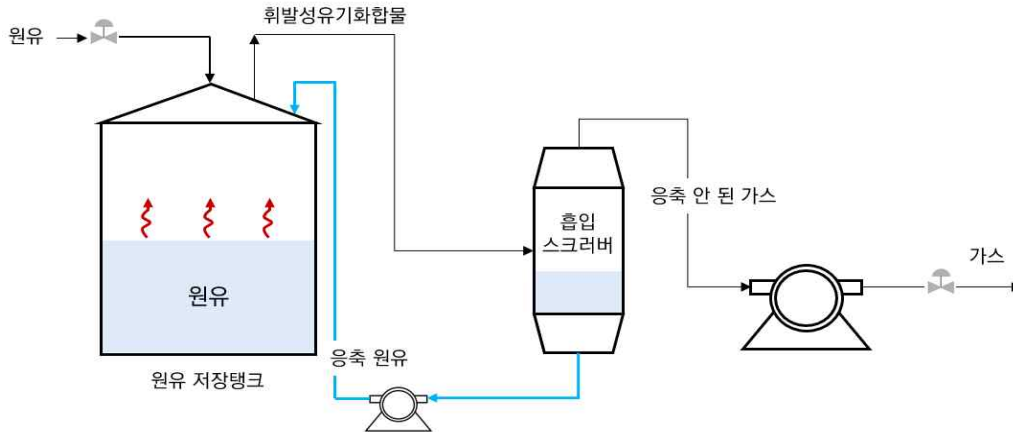 휘발성유기화합물
원유
응축 안 된 가스
흡입
스크러버
가스
원유
응축 원유
원유 저장탱크